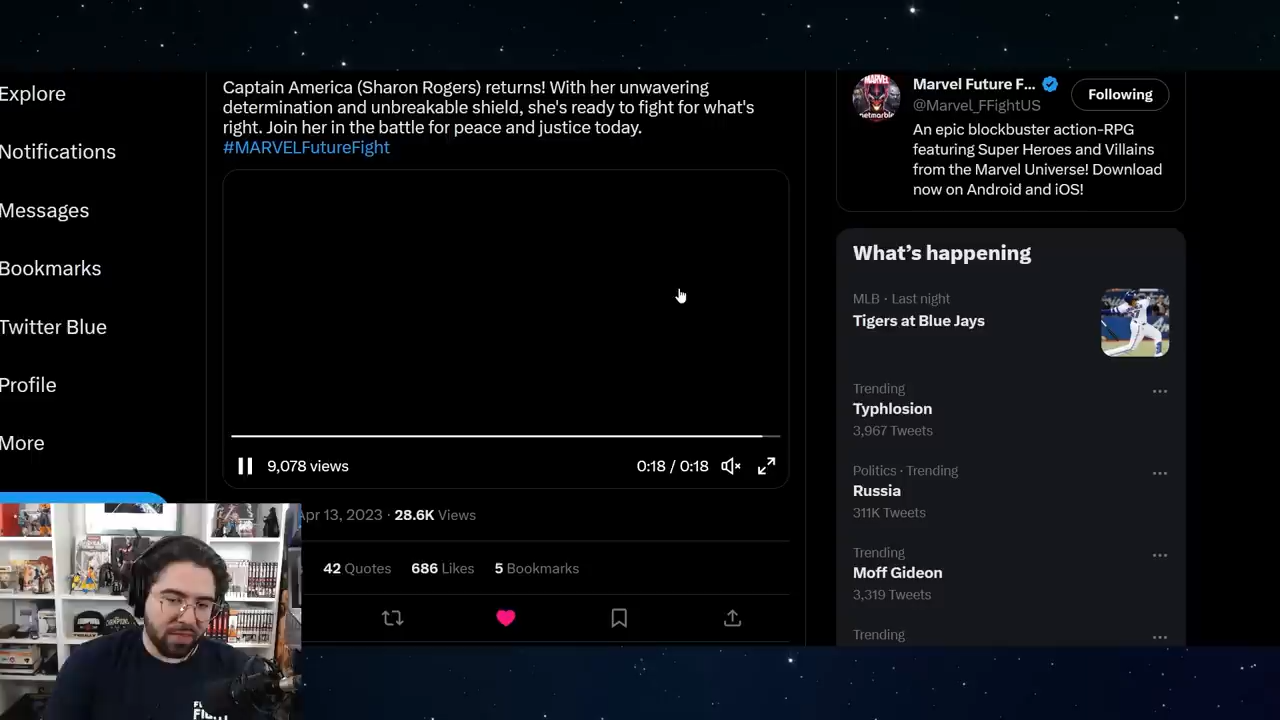 Explore
Notifications
Messages
Bookmarks
Twitter Blue
Profile
More
Captain America (Sharon Rogers) returns! With her unwavering
determination and unbreakable shield, she's ready to fight for what's
right. Join her in the battle for peace and justice today.
#MARVELFutureFight
9,078 views
0:18 / 0:18
Apr 13, 2023 · 28.6K Views
42 Quotes 686 Likes 5 Bookmarks
MARVEL
netmarble
Marvel Future F...
@Marvel_FFightUS
Following
An epic blockbuster action-RPG
featuring Super Heroes and Villains
from the Marvel Universe! Download
now on Android and iOS!
What's happening
MLB · Last night
Tigers at Blue Jays
Trending
Typhlosion
3,967 Tweets
Politics · Trending
Russia
311K Tweets
Trending
Moff Gideon
3,319 Tweets
Trending